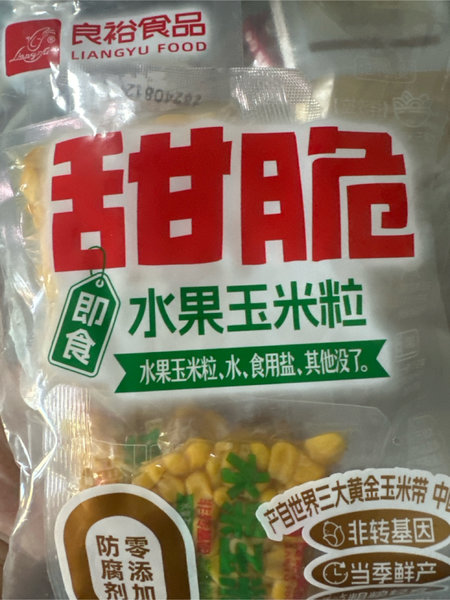 良裕食品
LIANGYU FOOD
甜脆
即食
水果玉米粒
水果玉米粒、水、食用盐、其他没了。
产自世界三大黄金玉米带
非转基因
当季鲜产
零添加
防腐剂